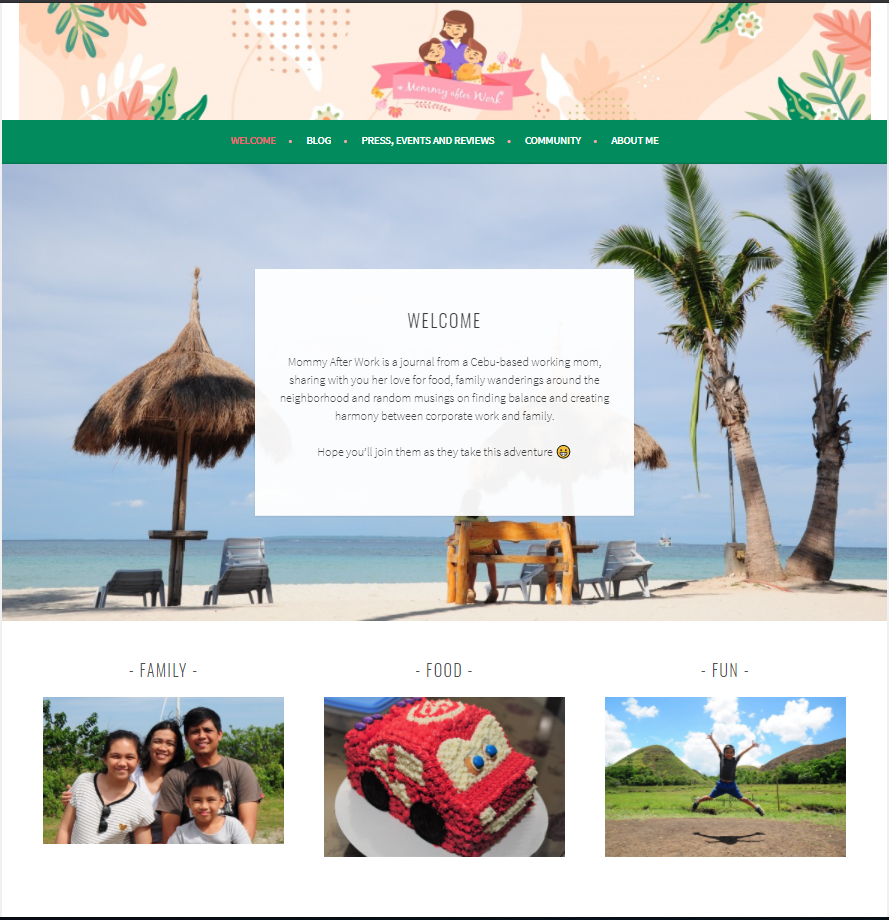 Mommy after Work
WELCOME
BLOG
PRESS, EVENTS AND REVIEWS
COMMUNITY
ABOUT ME
WELCOME
Mommy After Work is a journal from a Cebu-based working mom,
sharing with you her love for food, family wanderings around the
neighborhood and random musings on finding balance and creating
harmony between corporate work and family.
Hope you'll join them as they take this adventure 😀
- FAMILY -
- FOOD -
- FUN -